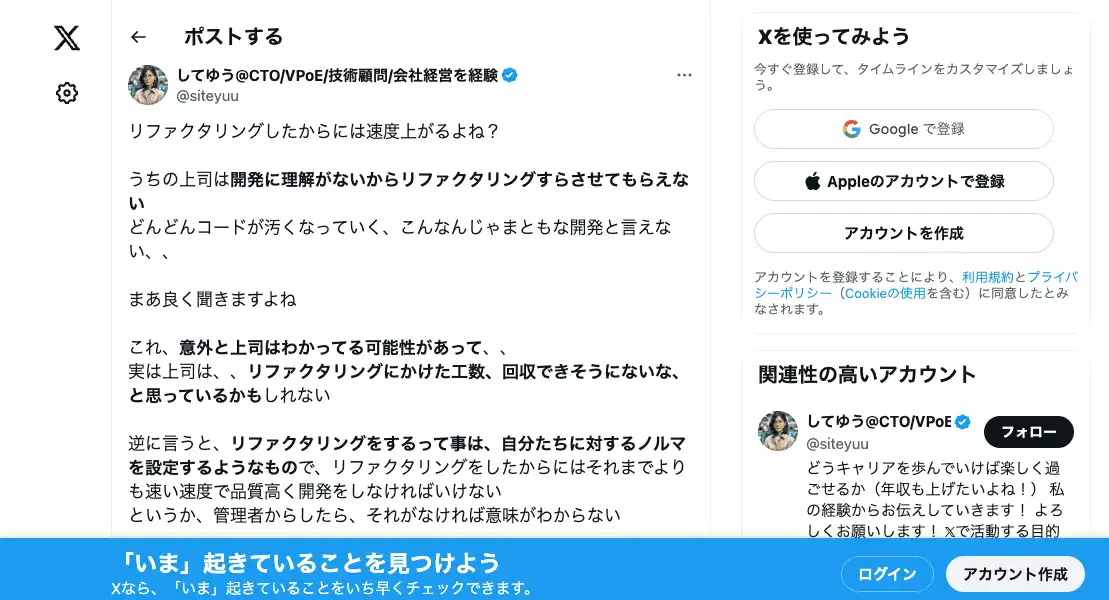 ポストする
してゆう@CTO/VPoE/技術顧問/会社経営を経験
@siteyuu
リファクタリングしたからには速度上がるよね？
うちの上司は開発に理解がないからリファクタリングすらさせてもらえな
い
どんどんコードが汚くなっていく、こんなんじゃまともな開発と言えな
い、、
まあ良く聞きますよね
これ、意外と上司はわかってる可能性があって、、
実は上司は、、リファクタリングにかけた工数、回収できそうにないな、
と思っているかもしれない
逆に言うと、リファクタリングをするって事は、自分たちに対するノルマ
を設定するようなもので、リファクタリングをしたからにはそれまでより
も速い速度で品質高く開発をしなければいけない
というか、管理者からしたら、それがなければ意味がわからない
Xを使ってみよう
今すぐ登録して、タイムラインをカスタマイズしましょ
う。
Google で登録
Appleのアカウントで登録
アカウントを作成
アカウントを登録することにより、利用規約とプライバ
シーポリシー（Cookieの使用を含む）に同意したとみ
なされます。
関連性の高いアカウント
してゆう@CTO/VPoE
@siteyuu
フォロー
どうキャリアを歩んでいけば楽しく過
ごせるか（年収も上げたいよね！） 私
の経験からお伝えしていきます！ よろ
しくお願いします！ 𝕏で活動する目的
「いま」起きていることを見つけよう
Xなら、「いま」起きていることをいち早くチェックできます。
ログイン
アカウント作成